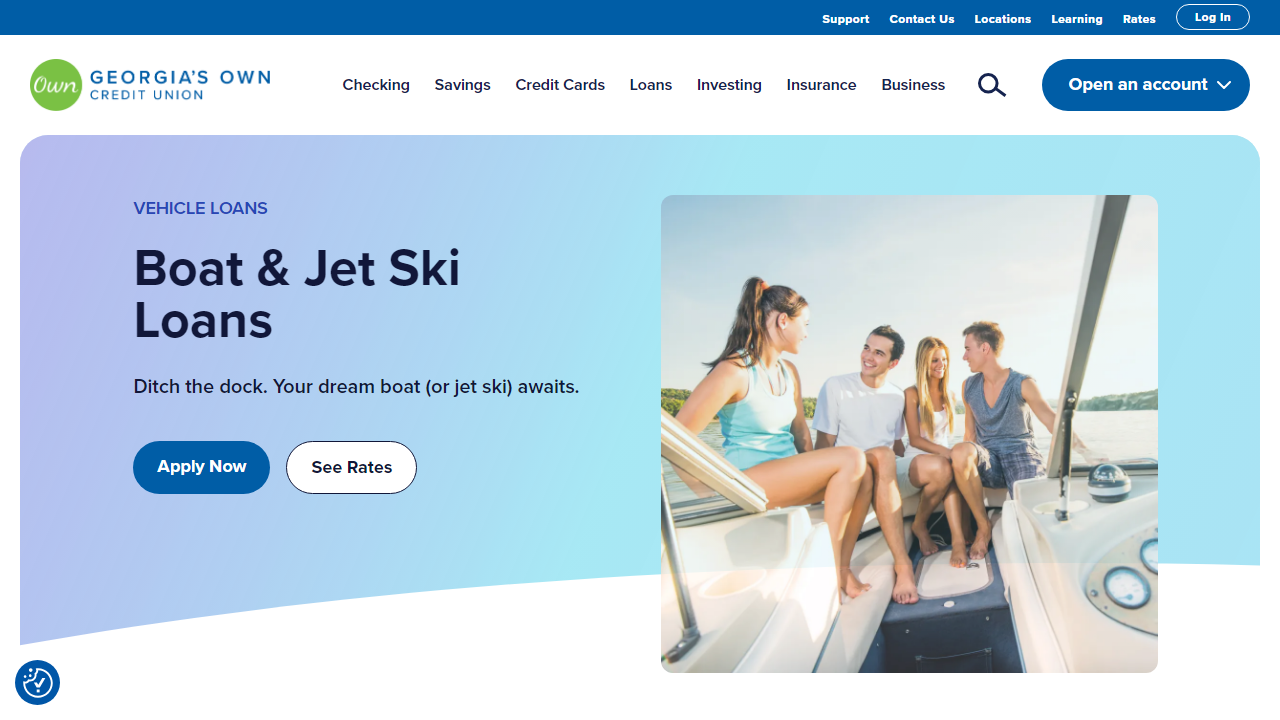 Support Contact Us Locations Learning Rates Log In
Own GEORGIA'S OWN
CREDIT UNION
Checking Savings Credit Cards Loans Investing Insurance Business Open an account
VEHICLE LOANS
Boat & Jet Ski
Loans
Ditch the dock. Your dream boat (or jet ski) awaits.
Apply Now See Rates